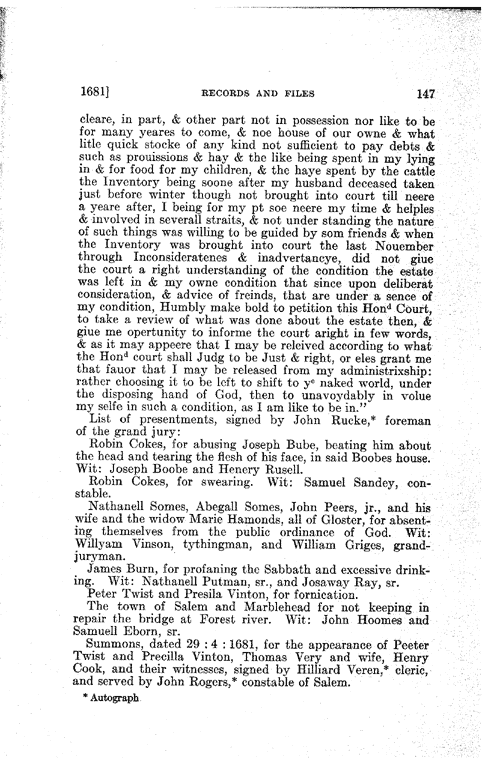 1681] RECORDS AND FILES 147
cleare, in part, & other part not in possession nor like to be
for many yeares to come, & noe house of our owne & what
litle quick stocke of any kind not sufficient to pay debts &
such as prouissions & hay & the like being spent in my lying
in & for food for my children, & the haye spent by the cattle
the Inventory being soone after my husband deceased taken
just before winter though not brought into court till neere
a yeare after, I being for my pt soe neere my time & helples
& involved in severall straits, & not under standing the nature
of such things was willing to be guided by som friends & when
the Inventory was brought into court the last Nouember
through Inconsideratenes & inadvertancye, did not giue
the court a right understanding of the condition the estate
was left in & my owne condition that since upon deliberat
consideration, & advice of freinds, that are under a sence of
my condition, Humbly make bold to petition this Honᵈ Court,
to take a review of what was done about the estate then, &
giue me opertunity to informe the court aright in few words,
& as it may appeere that I may be releived according to what
the Honᵈ court shall Judg to be Just & right, or eles grant me
that fauor that I may be released from my administrixship:
rather choosing it to be left to shift to yᵉ naked world, under
the disposing hand of God, then to unavoydably in volue
my selfe in such a condition, as I am like to be in."
List of presentments, signed by John Rucke,* foreman
of the grand jury:
Robin Cokes, for abusing Joseph Bube, beating him about
the head and tearing the flesh of his face, in said Boobes house.
Wit: Joseph Boobe and Henery Rusell.
Robin Cokes, for swearing. Wit: Samuel Sandey, con-
stable.
Nathanell Somes, Abegall Somes, John Peers, jr., and his
wife and the widow Marie Hamonds, all of Gloster, for absent-
ing themselves from the public ordinance of God. Wit:
Willyam Vinson, tythingman, and William Griges, grand-
juryman.
James Burn, for profaning the Sabbath and excessive drink-
ing. Wit: Nathanell Putman, sr., and Josaway Ray, sr.
Peter Twist and Presila Vinton, for fornication.
The town of Salem and Marblehead for not keeping in
repair the bridge at Forest river. Wit: John Hoomes and
Samuell Eborn, sr.
Summons, dated 29 : 4 : 1681, for the appearance of Peeter
Twist and Precilla Vinton, Thomas Very and wife, Henry
Cook, and their witnesses, signed by Hilliard Veren,* cleric,
and served by John Rogers,* constable of Salem.
* Autograph